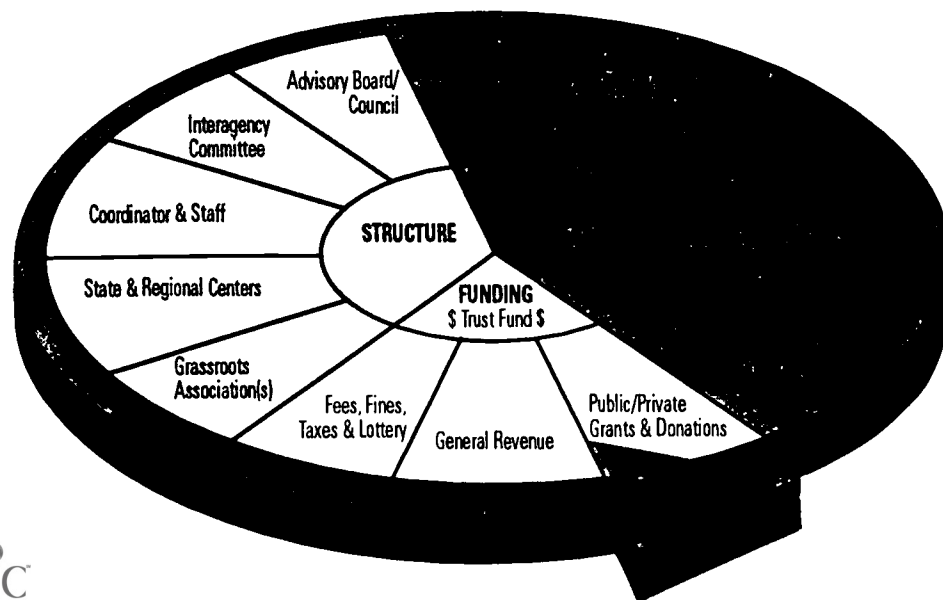 Advisory Board/
Council
Interagency
Committee
Coordinator & Staff
STRUCTURE
State & Regional Centers
FUNDING
$ Trust Fund $
Grassroots
Association(s)
Fees, Fines,
Taxes & Lottery
General Revenue
Public/Private
Grants & Donations
C